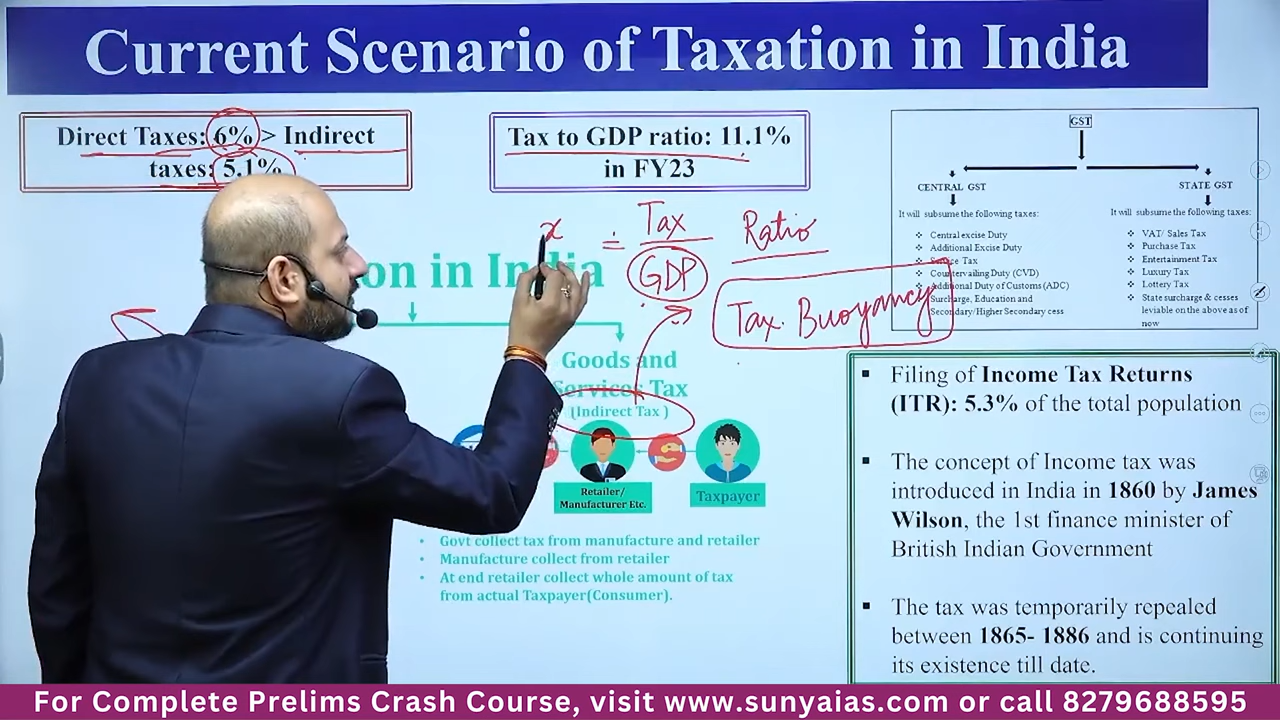 Current Scenario of Taxation in India
Direct Taxes: 6% > Indirect
taxes: 5.1%
Tax to GDP ratio: 11.1%
in FY23
GST
CENTRAL GST
STATE GST
It will subsume the following taxes:
❖ Central excise Duty
❖ Additional Excise Duty
❖ Service Tax
❖ Countervailing Duty (CVD)
❖ Additional Duty of Customs (ADC)
Surcharge, Education and
Secondary/Higher Secondary cess
It will subsume the following taxes:
❖ VAT/ Sales Tax
❖ Purchase Tax
❖ Entertainment Tax
❖ Luxury Tax
❖ Lottery Tax
❖ State surcharge & cesses
leviable on the above as of
now
x = Tax Ratio
GDP
Tax Buoyancy
on in India
Goods and
Services Tax
(Indirect Tax )
Retailer/
Manufacturer Etc.
Taxpayer
• Govt collect tax from manufacture and retailer
• Manufacture collect from retailer
• At end retailer collect whole amount of tax
from actual Taxpayer(Consumer).
▪ Filing of Income Tax Returns
(ITR): 5.3% of the total population
▪ The concept of Income tax was
introduced in India in 1860 by James
Wilson, the 1st finance minister of
British Indian Government
▪ The tax was temporarily repealed
between 1865- 1886 and is continuing
its existence till date.
For Complete Prelims Crash Course, visit www.sunyaias.com or call 8279688595